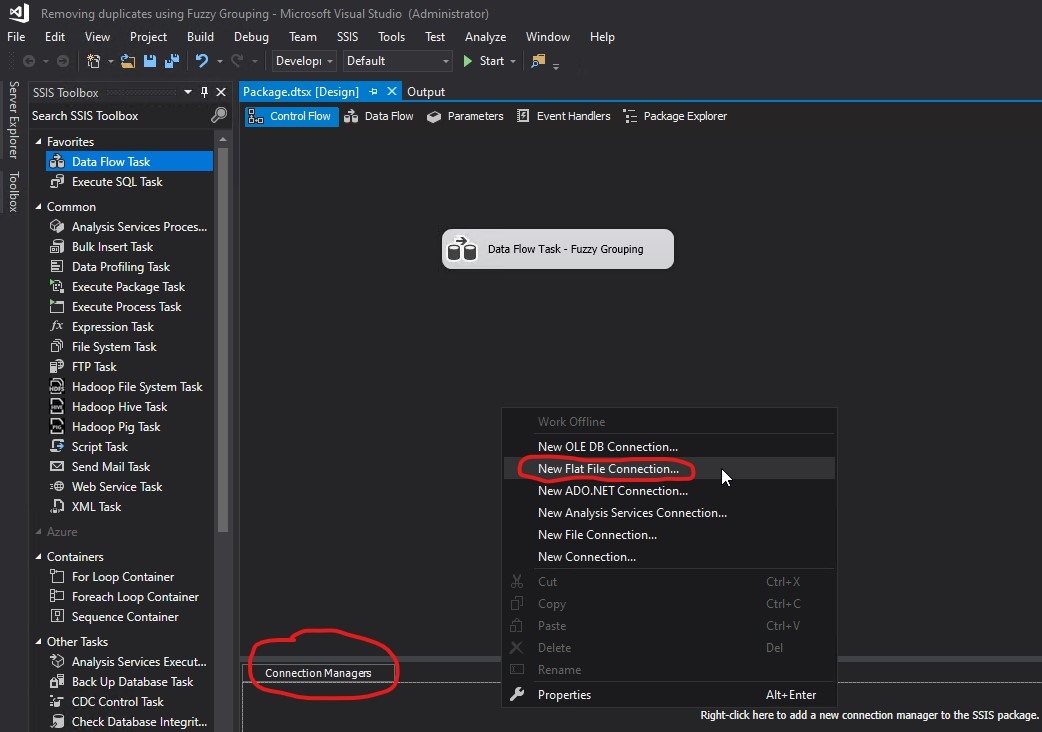 Removing duplicates using Fuzzy Grouping - Microsoft Visual Studio (Administrator)
File Edit View Project Build Debug Team SSIS Tools Test Analyze Window Help
Developı Default Start
Server Explorer
Toolbox
SSIS Toolbox
Search SSIS Toolbox
Favorites
Data Flow Task
Execute SQL Task
Common
Analysis Services Proces...
Bulk Insert Task
Data Profiling Task
Execute Package Task
Execute Process Task
Expression Task
File System Task
FTP Task
Hadoop File System Task
Hadoop Hive Task
Hadoop Pig Task
Script Task
Send Mail Task
Web Service Task
XML Task
Azure
Containers
For Loop Container
Foreach Loop Container
Sequence Container
Other Tasks
Analysis Services Execut...
Back Up Database Task
CDC Control Task
Check Database Integrit...
Package.dtsx [Design] Output
Control Flow Data Flow Parameters Event Handlers Package Explorer
Data Flow Task - Fuzzy Grouping
Work Offline
New OLE DB Connection...
New Flat File Connection...
New ADO.NET Connection...
New Analysis Services Connection...
New File Connection...
New Connection...
Cut Ctrl+X
Copy Ctrl+C
Paste Ctrl+V
Delete Del
Rename
Properties Alt+Enter
Connection Managers
Right-click here to add a new connection manager to the SSIS package.